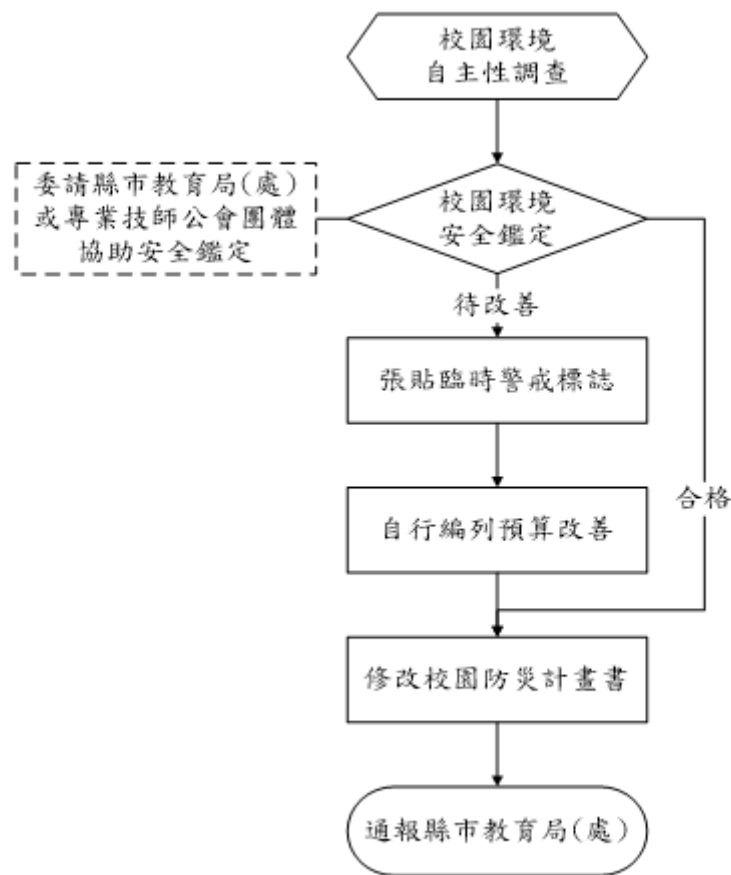 校園環境
自主性調查
委請縣市教育局(處)
或專業技師公會團體
協助安全鑑定
校園環境
安全鑑定
待改善
張貼臨時警戒標誌
合格
自行編列預算改善
修改校園防災計畫書
通報縣市教育局(處)